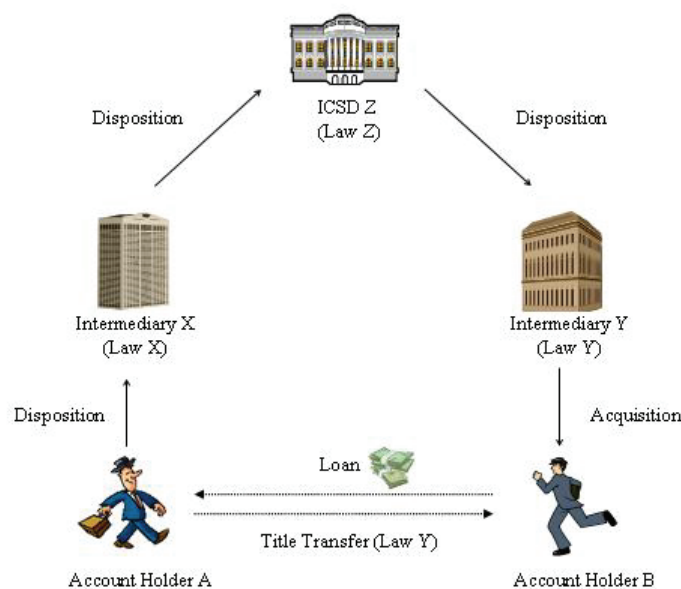 ICSD Z
(Law Z)
Disposition
Disposition
Intermediary X
(Law X)
Intermediary Y
(Law Y)
Disposition
Acquisition
Loan
Title Transfer (Law Y)
Account Holder A
Account Holder B